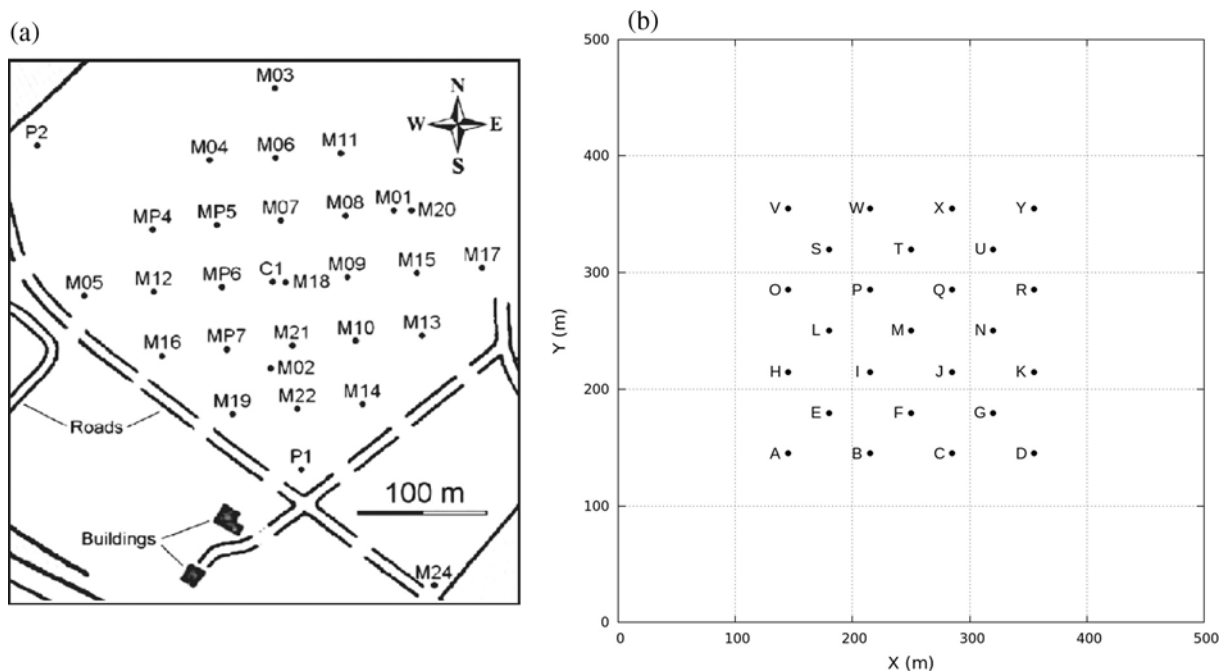 (a)
M03
N
W E
S
P2
M04 M06 M11
MP4 MP5 M07 M08 M01 M20
M05 M12 MP6 C1 M18 M09 M15 M17
M16 MP7 M21 M10 M13
M02
M19 M22 M14
Roads
P1
100 m
Buildings
M24
(b)
500
400
300
200
100
0
V W X Y
S T U
O P Q R
L M N
H I J K
E F G
A B C D
Y (m)
0 100 200 300 400 500
X (m)